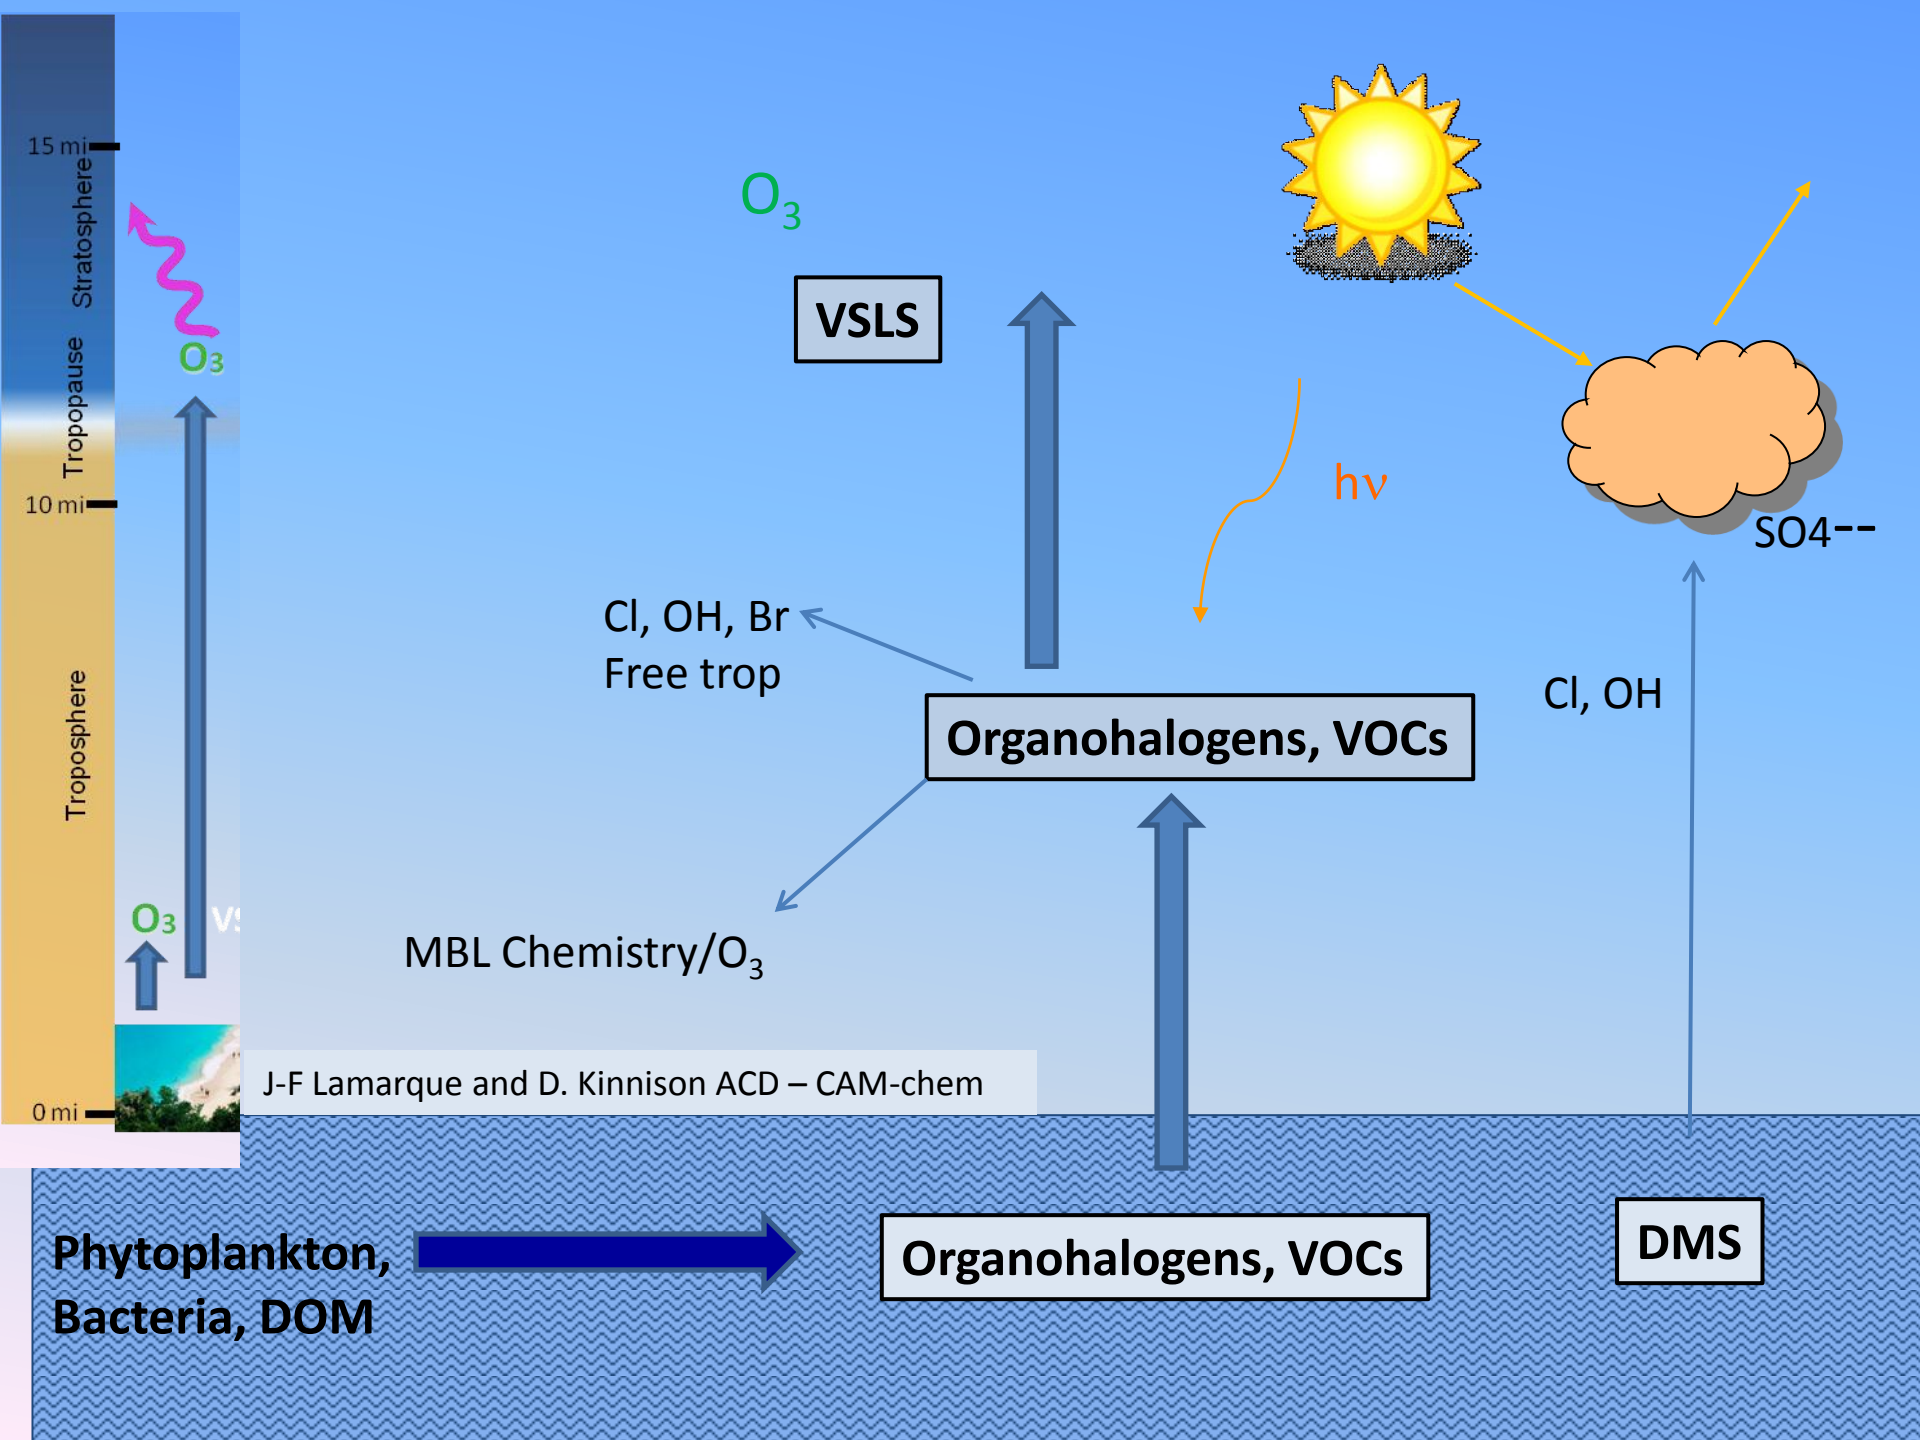 15 mi
Stratosphere
O3
Tropopause
10 mi
Troposphere
O3
0 mi
O3
VSLS
hν
SO4--
Cl, OH, Br
Free trop
Cl, OH
Organohalogens, VOCs
MBL Chemistry/O3
J-F Lamarque and D. Kinnison ACD – CAM-chem
Phytoplankton,
Bacteria, DOM
Organohalogens, VOCs
DMS